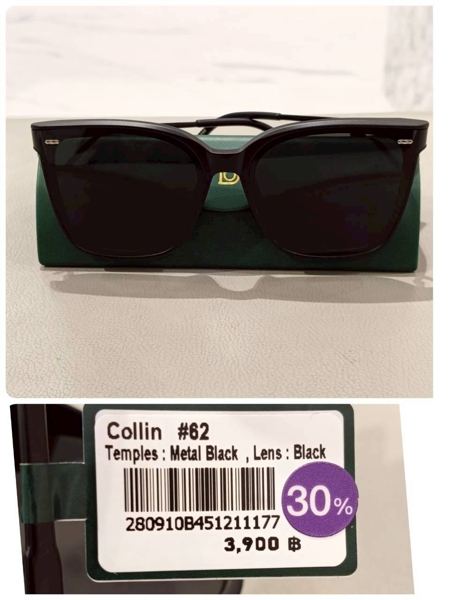 Collin #62
Temples : Metal Black , Lens : Black
30%
280910B451211177
3,900 ฿